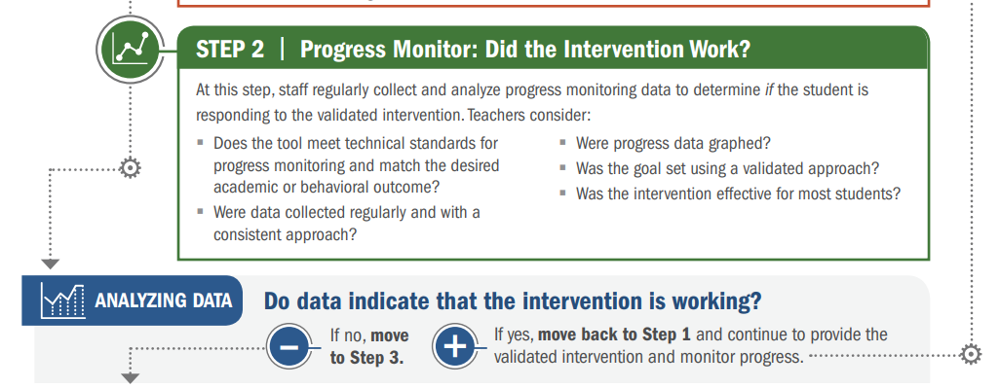 STEP 2 | Progress Monitor: Did the Intervention Work?
At this step, staff regularly collect and analyze progress monitoring data to determine if the student is
responding to the validated intervention. Teachers consider:
▪ Does the tool meet technical standards for
progress monitoring and match the desired
academic or behavioral outcome?
▪ Were data collected regularly and with a
consistent approach?
▪ Were progress data graphed?
▪ Was the goal set using a validated approach?
▪ Was the intervention effective for most students?
ANALYZING DATA
Do data indicate that the intervention is working?
If no, move
to Step 3.
If yes, move back to Step 1 and continue to provide the
validated intervention and monitor progress.